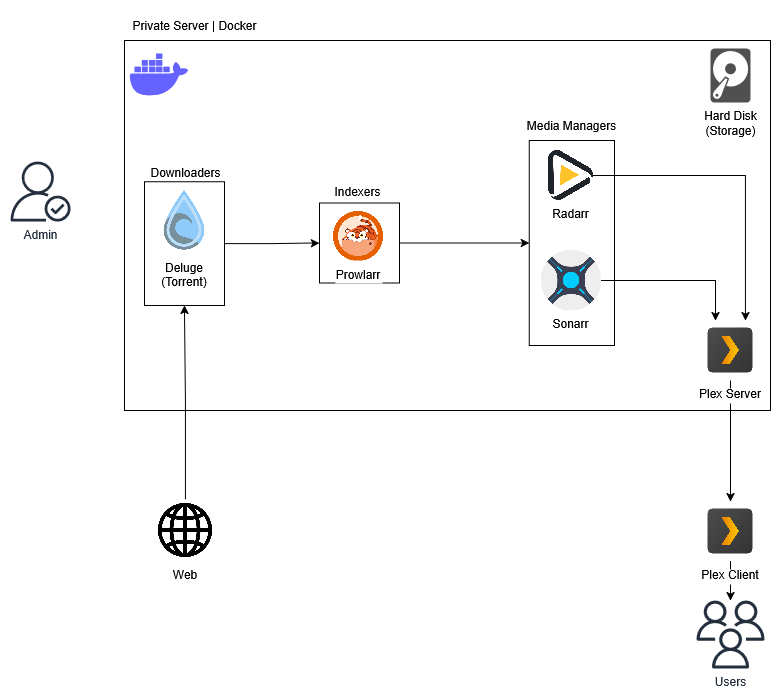 Private Server | Docker
Hard Disk
(Storage)
Media Managers
Downloaders
Indexers
Radarr
Admin
Deluge
(Torrent)
Prowlarr
Sonarr
Plex Server
Web
Plex Client
Users